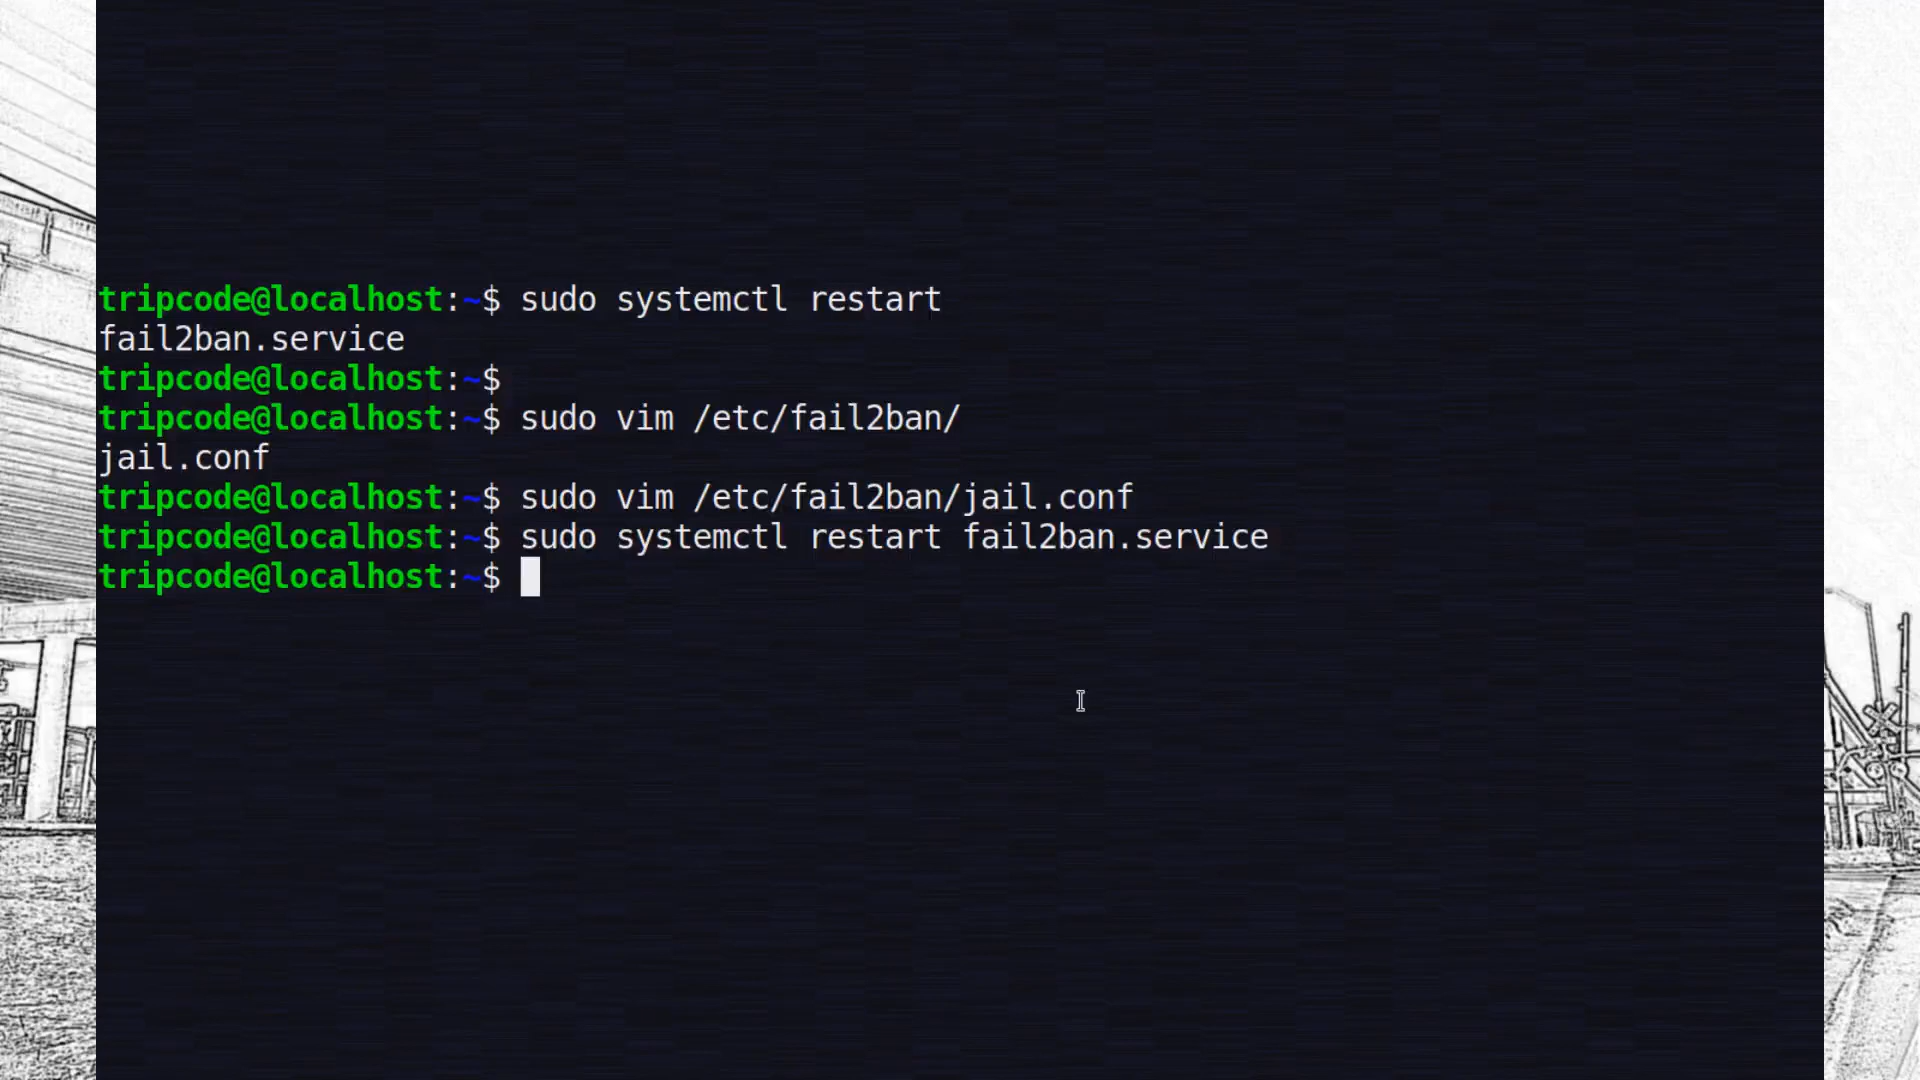 tripcode@localhost:~$ sudo systemctl restart
fail2ban.service
tripcode@localhost:~$
tripcode@localhost:~$ sudo vim /etc/fail2ban/
jail.conf
tripcode@localhost:~$ sudo vim /etc/fail2ban/jail.conf
tripcode@localhost:~$ sudo systemctl restart fail2ban.service
tripcode@localhost:~$